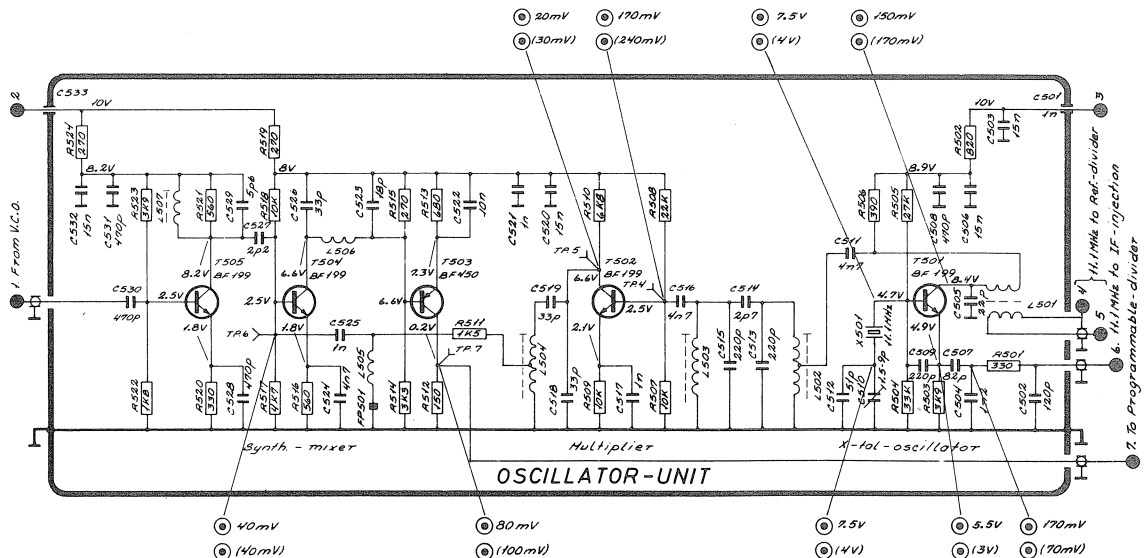 20mV
170mV
7.5V
150mV
(30mV)
(240mV)
(4V)
(170mV)
2
C533
10V
10V
C501
1n
3
R524
270
R519
270
R502
820
C503
15n
8.2V
8V
8.9V
C532
15n
C531
470p
R523
3K9
L507
R521
560
C529
5p6
R518
10K
C526
33p
C523
18p
R515
270
R513
680
C522
10n
C521
1n
C520
15n
R510
6K8
R508
22K
R506
390
R505
27K
C508
470p
C506
15n
C527
2p2
L506
TP.5
C511
4n7
8.2V
T505
BF199
6.6V
T504
BF199
7.3V
T503
BF450
6.6V
T502
BF199
TP.4
T501
BF199
8.4V
1. From V.C.O.
C530
470p
2.5V
2.5V
6.6V
C519
33p
2.5V
C516
4n7
C514
2p7
4.7V
C505
L501
4
11.1MHz to Ref-divider
1.8V
1.8V
0.2V
R511
1K5
2.1V
X501
11.1MHz
4.9V
5
TP.6
C525
1n
TP.7
L504
L503
C515
220p
C513
220p
L502
C509
220p
C507
82p
R501
330
6. 11.1MHz to IF-injection
R522
1K8
R520
330
C528
470p
R517
4K7
R516
560
C524
4n7
L505
FP501
R514
3K3
R512
150
C518
33p
R509
10K
C517
1n
R507
10K
C512
51p
C510
4.5-9p
R504
33K
R503
3K9
C504
1n2
C502
120p
Synth.-mixer
Multiplier
X-tal-oscillator
7. To Programmable-divider
OSCILLATOR-UNIT
40mV
80mV
7.5V
5.5V
170mV
(40mV)
(100mV)
(4V)
(3V)
(70mV)